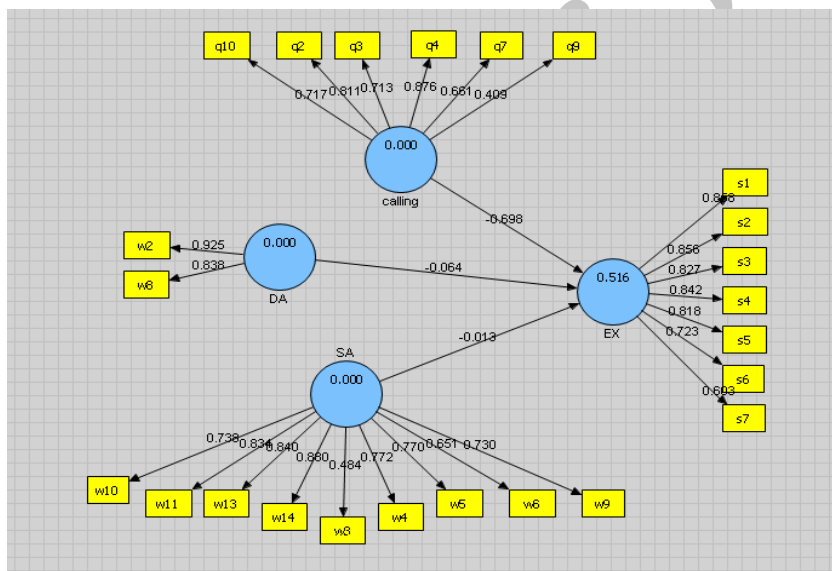 q10 q2 q3 q4 q7 q9
0.717 0.811 0.713 0.876 0.661 0.409
0.000
calling
-0.698
s1
s2
s3
s4
s5
s6
s7
0.856
0.827
0.842
0.818
0.723
w2
w8
0.925
0.838
0.000
DA
-0.064
0.516
EX
-0.013
SA
0.000
0.738 0.834 0.840 0.880 0.484 0.772 0.770 0.651 0.730
w10 w11 w13 w14 w3 w4 w5 w6 w9